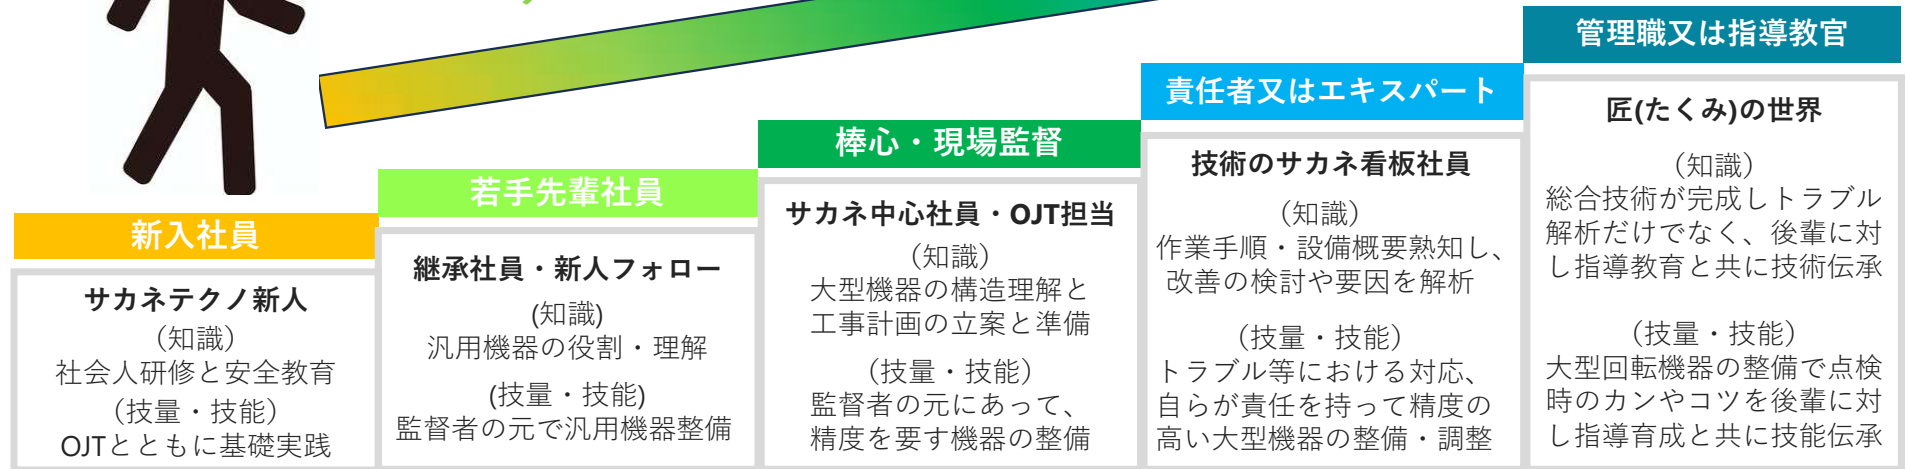 新入社員
サカネテクノ新人
（知識）
社会人研修と安全教育
（技量・技能）
OJTとともに基礎実践
若手先輩社員
継承社員・新人フォロー
(知識)
汎用機器の役割・理解
(技量・技能)
監督者の元で汎用機器整備
棒心・現場監督
サカネ中心社員・OJT担当
（知識）
大型機器の構造理解と
工事計画の立案と準備
（技量・技能）
監督者の元にあって、
精度を要す機器の整備
責任者又はエキスパート
技術のサカネ看板社員
（知識）
作業手順・設備概要熟知し、
改善の検討や要因を解析
（技量・技能）
トラブル等における対応、
自らが責任を持って精度の
高い大型機器の整備・調整
管理職又は指導教官
匠(たくみ)の世界
（知識）
総合技術が完成しトラブル
解析だけでなく、後輩に対
し指導教育と共に技術伝承
（技量・技能）
大型回転機器の整備で点検
時のカンやコツを後輩に対
し指導育成と共に技能伝承